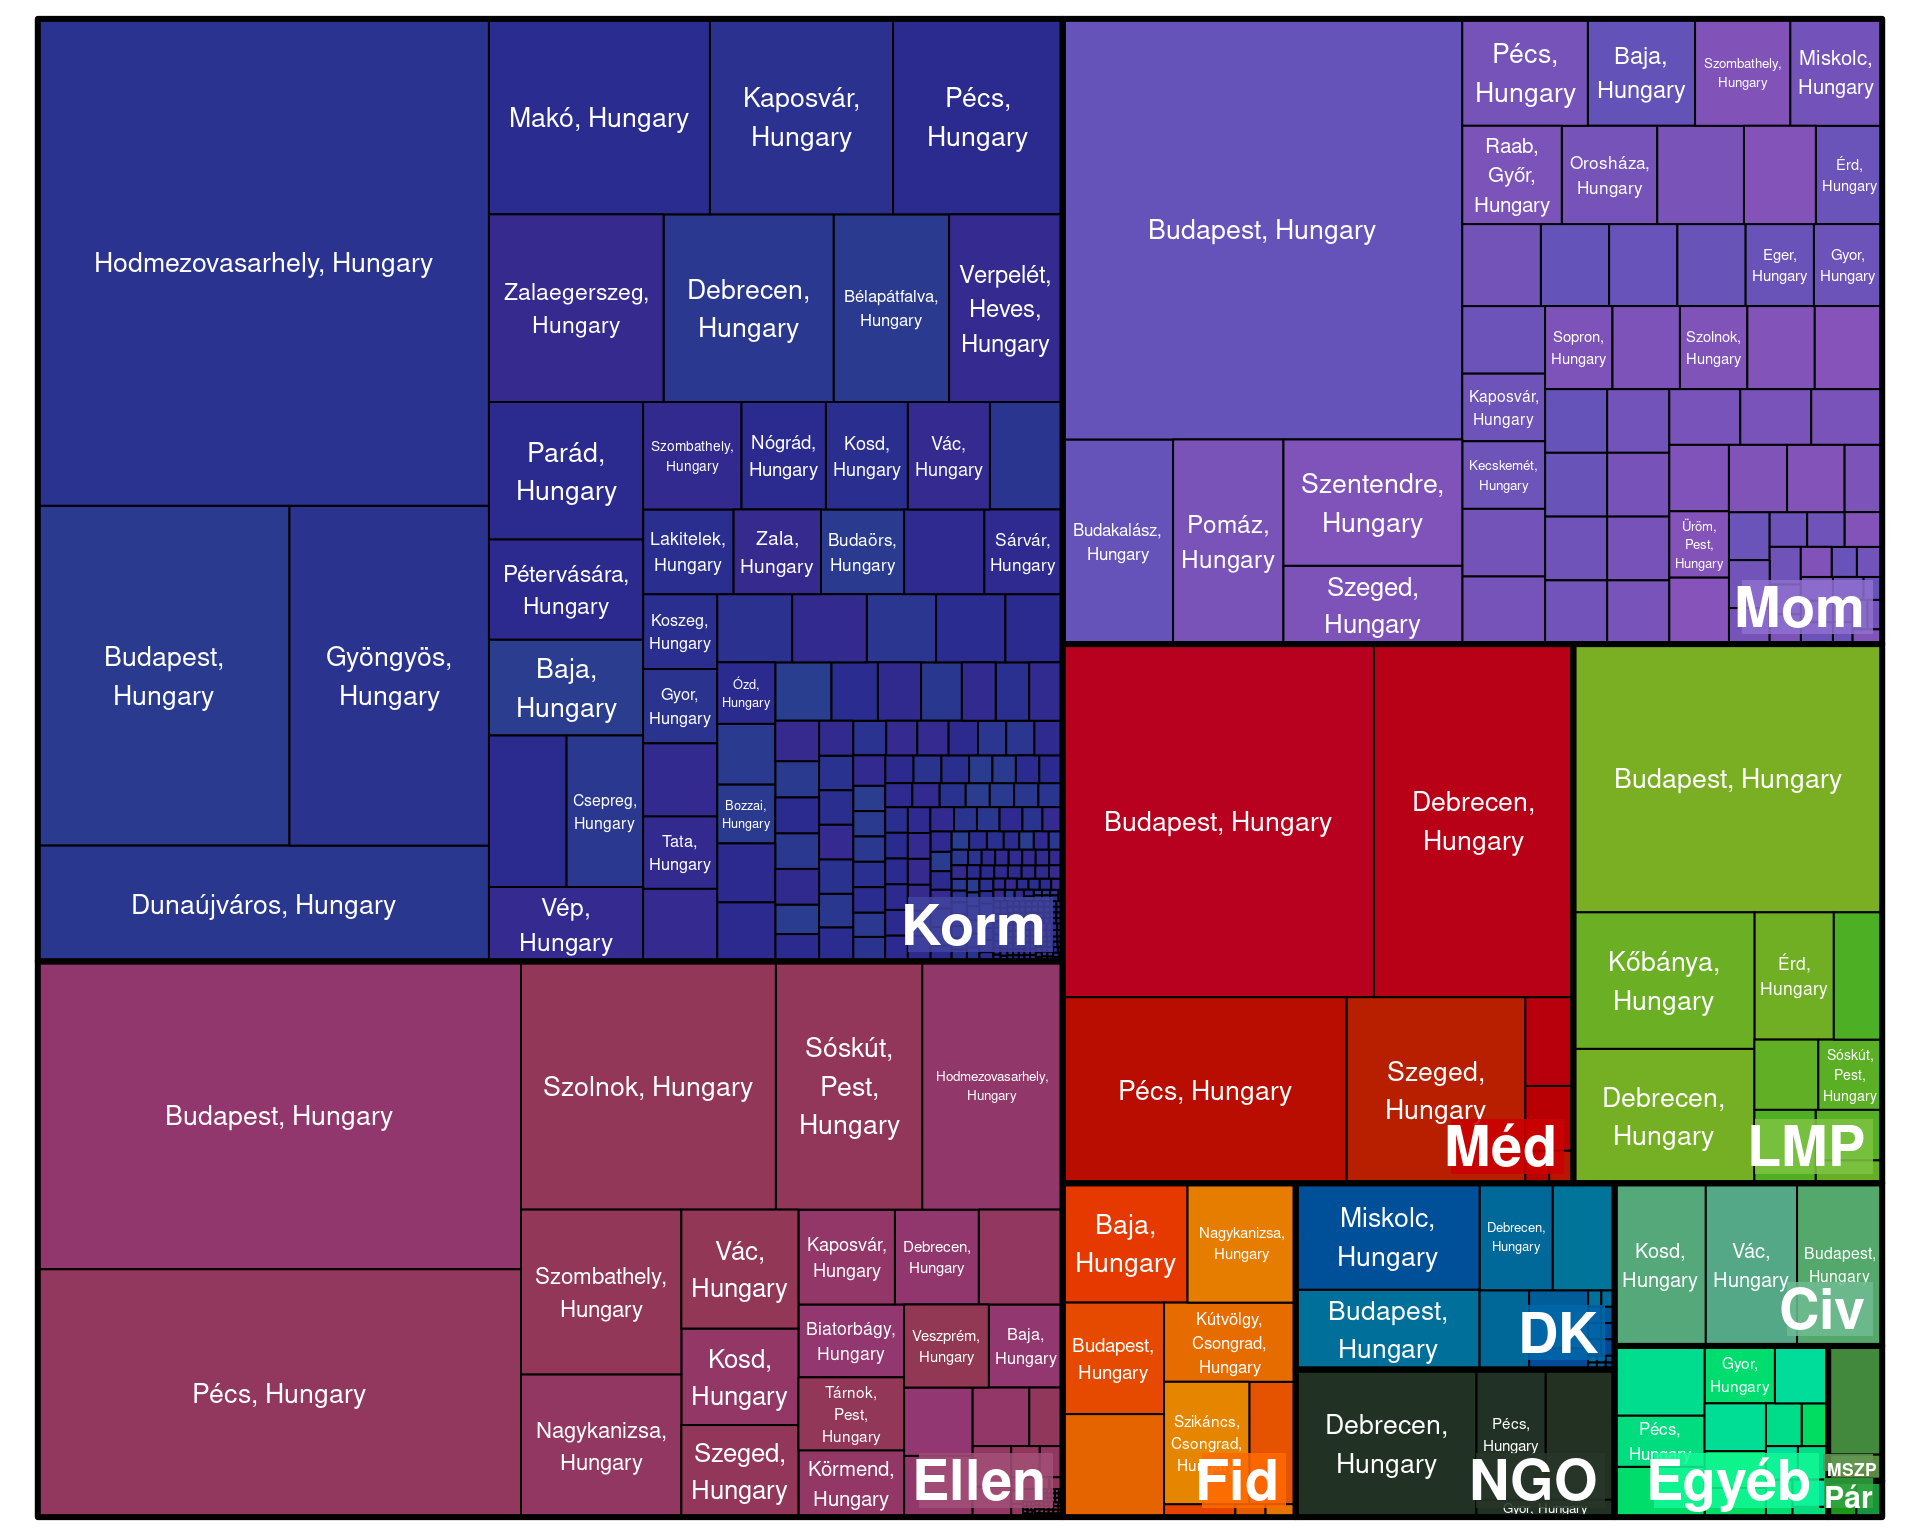 Hodmezovasarhely, Hungary
Makó, Hungary
Kaposvár,
Hungary
Pécs,
Hungary
Zalaegerszeg,
Hungary
Debrecen,
Hungary
Bélapátfalva,
Hungary
Verpelét,
Heves,
Hungary
Parád,
Hungary
Szombathely,
Hungary
Nógrád,
Hungary
Kosd,
Hungary
Vác,
Hungary
Lakitelek,
Hungary
Zala,
Hungary
Budaörs,
Hungary
Sárvár,
Hungary
Pétervására,
Hungary
Koszeg,
Hungary
Budapest,
Hungary
Gyöngyös,
Hungary
Baja,
Hungary
Gyor,
Hungary
Ózd,
Hungary
Csepreg,
Hungary
Bozzai,
Hungary
Tata,
Hungary
Dunaújváros, Hungary
Vép,
Hungary
Korm
Budapest, Hungary
Pécs,
Hungary
Baja,
Hungary
Szombathely,
Hungary
Miskolc,
Hungary
Raab,
Győr,
Hungary
Orosháza,
Hungary
Érd,
Hungary
Eger,
Hungary
Gyor,
Hungary
Sopron,
Hungary
Szolnok,
Hungary
Kaposvár,
Hungary
Kecskemét,
Hungary
Budakalász,
Hungary
Pomáz,
Hungary
Szentendre,
Hungary
Szeged,
Hungary
Üröm,
Pest,
Hungary
Mom
Budapest, Hungary
Debrecen,
Hungary
Pécs, Hungary
Szeged,
Hungary
Méd
Budapest, Hungary
Kőbánya,
Hungary
Érd,
Hungary
Debrecen,
Hungary
Sóskút,
Pest,
Hungary
LMP
Budapest, Hungary
Szolnok, Hungary
Sóskút,
Pest,
Hungary
Hodmezovasarhely,
Hungary
Pécs, Hungary
Szombathely,
Hungary
Vác,
Hungary
Kaposvár,
Hungary
Debrecen,
Hungary
Biatorbágy,
Hungary
Veszprém,
Hungary
Baja,
Hungary
Kosd,
Hungary
Tárnok,
Pest,
Hungary
Nagykanizsa,
Hungary
Szeged,
Hungary
Körmend,
Hungary
Ellen
Baja,
Hungary
Nagykanizsa,
Hungary
Budapest,
Hungary
Kútvölgy,
Csongrad,
Hungary
Szikáncs,
Csongrad,
Fid
Miskolc,
Hungary
Debrecen,
Hungary
Budapest,
Hungary
DK
Debrecen,
Hungary
Pécs,
Hungary
Gyor, Hungary
NGO
Kosd,
Hungary
Vác,
Hungary
Budapest,
Hungary
Civ
Gyor,
Hungary
Pécs,
Hungary
Egyéb
MSZP
Pár